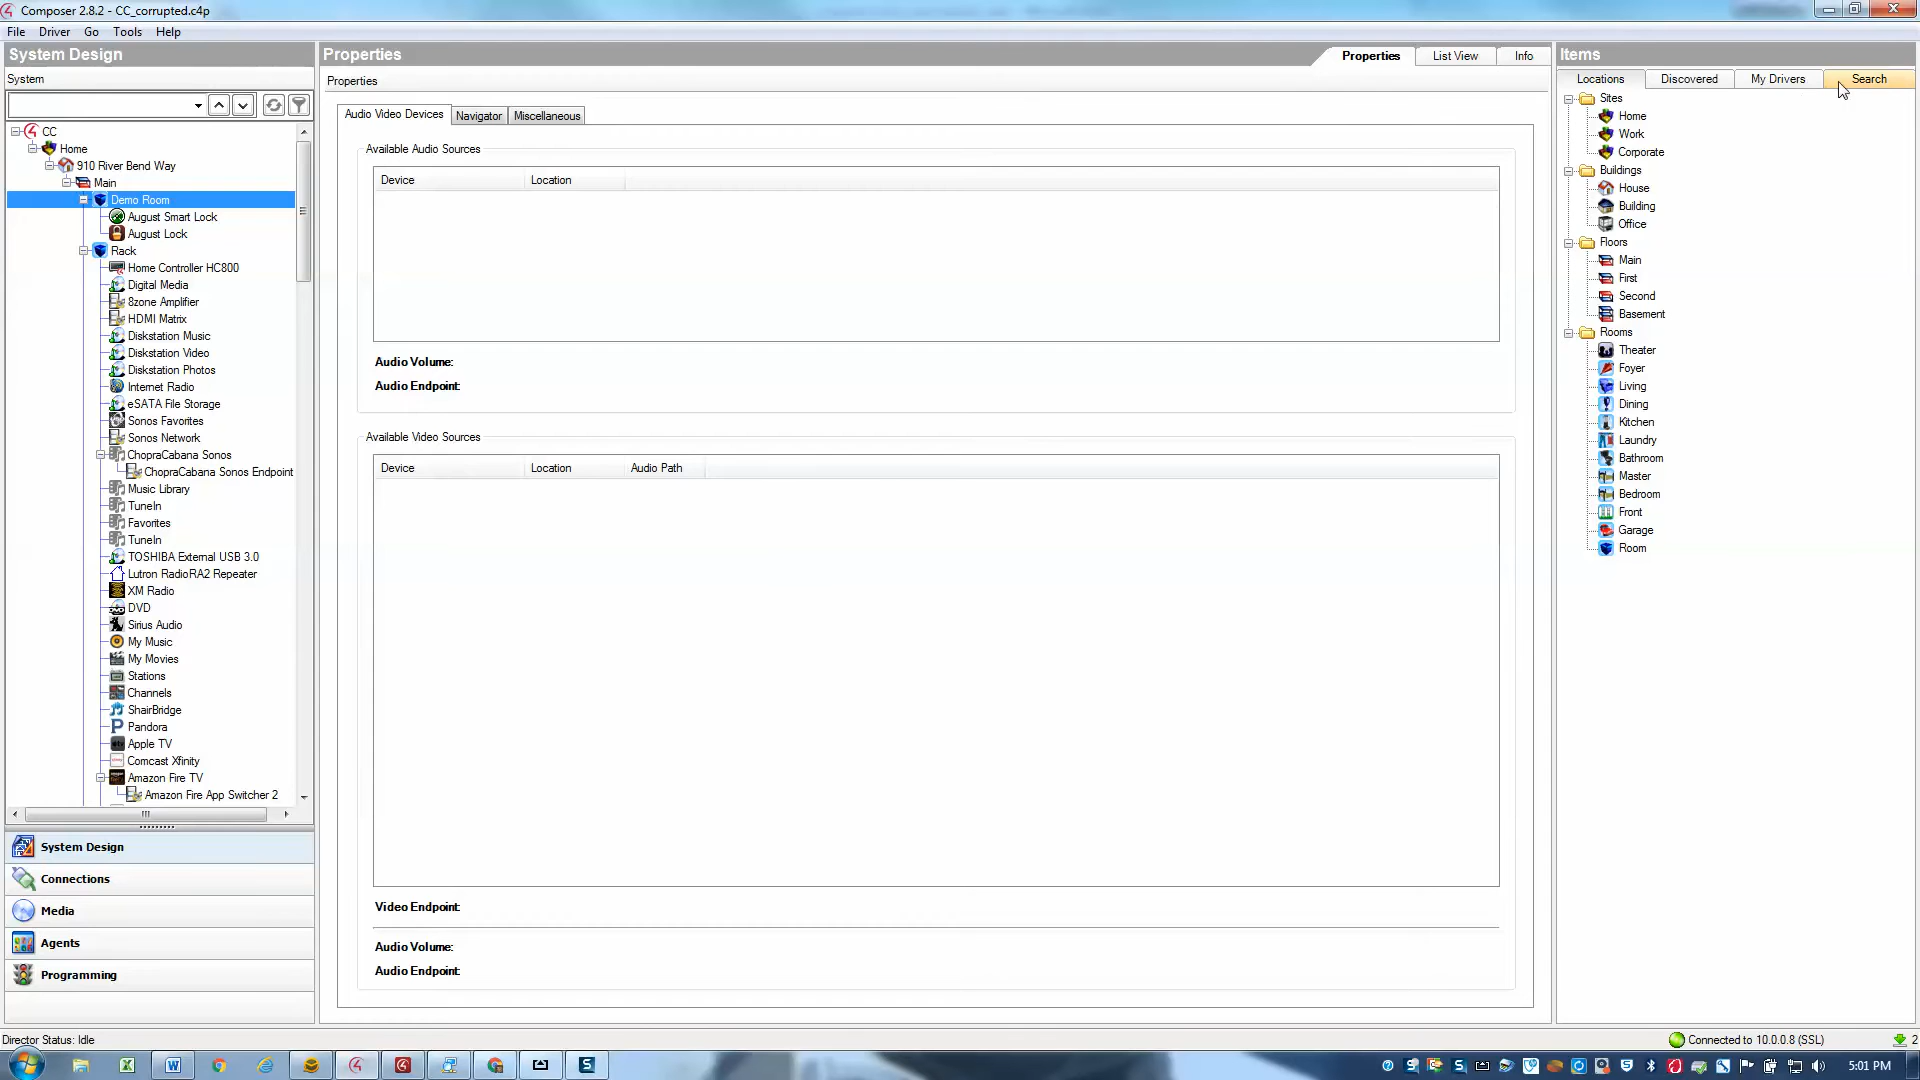 Composer 2.8.2 - CC_corrupted.c4p
File Driver Go Tools Help
System Design
System
CC
Home
910 River Bend Way
Main
Demo Room
August Smart Lock
August Lock
Rack
Home Controller HC800
Digital Media
8zone Amplifier
HDMI Matrix
Diskstation Music
Diskstation Video
Diskstation Photos
Internet Radio
eSATA File Storage
Sonos Favorites
Sonos Network
ChopraCabana Sonos
ChopraCabana Sonos Endpoint
Music Library
TuneIn
Favorites
TuneIn
TOSHIBA External USB 3.0
Lutron RadioRA2 Repeater
XM Radio
DVD
Sirius Audio
My Music
My Movies
Stations
Channels
ShairBridge
Pandora
Apple TV
Comcast Xfinity
Amazon Fire TV
Amazon Fire App Switcher 2
System Design
Connections
Media
Agents
Programming
Properties
Properties List View Info
Properties
Audio Video Devices Navigator Miscellaneous
Available Audio Sources
Device Location
Audio Volume:
Audio Endpoint:
Available Video Sources
Device Location Audio Path
Video Endpoint:
Audio Volume:
Audio Endpoint:
Items
Locations Discovered My Drivers Search
Sites
Home
Work
Corporate
Buildings
House
Building
Office
Floors
Main
First
Second
Basement
Rooms
Theater
Foyer
Living
Dining
Kitchen
Laundry
Bathroom
Master
Bedroom
Front
Garage
Room
Director Status: Idle
Connected to 10.0.0.8 (SSL) 2
5:01 PM